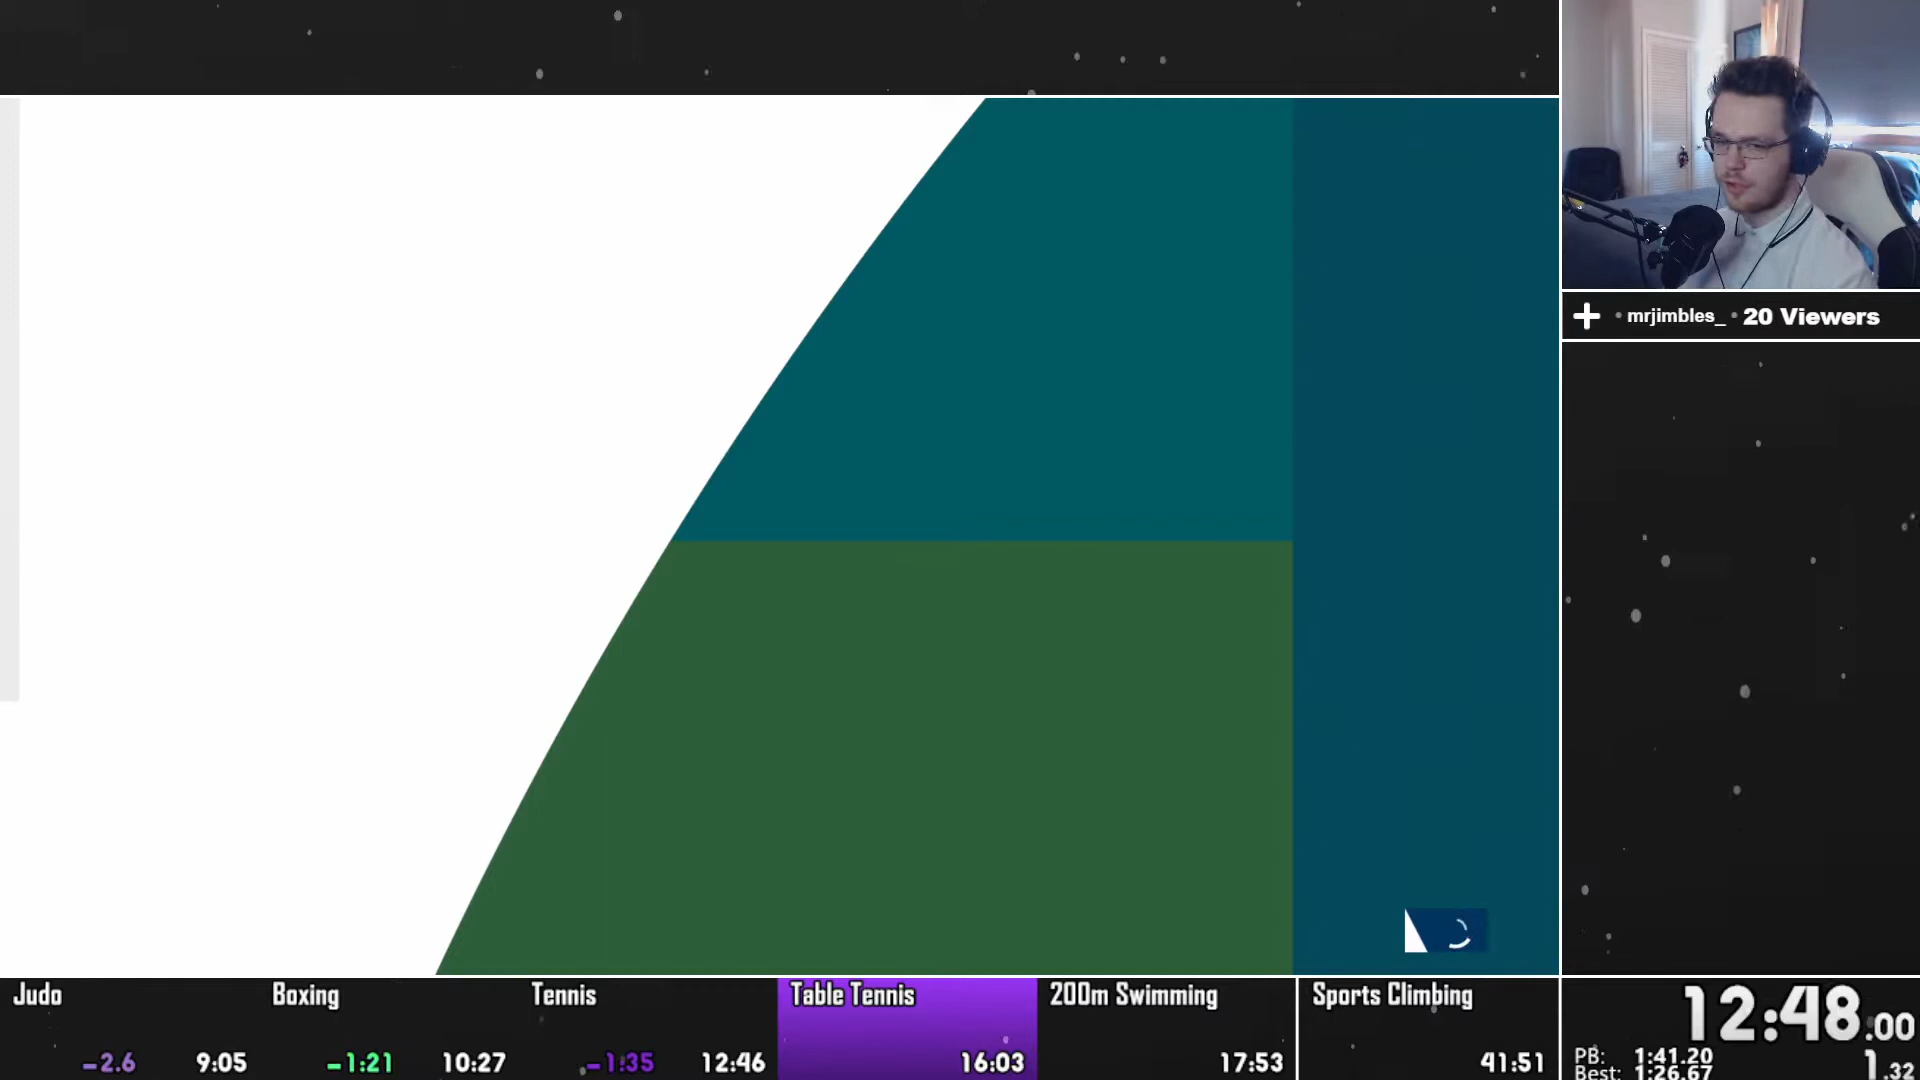 mrjimbles_ • 20 Viewers
Judo
-2.6 9:05
Boxing
-1:21 10:27
Tennis
-1:35 12:46
Table Tennis
16:03
200m Swimming
17:53
Sports Climbing
41:51
12:48.00
PB: 1:41.20
Best: 1:26.67
1.32